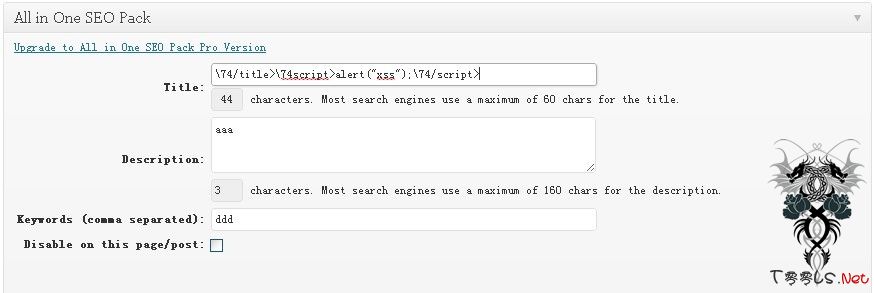 All in One SEO Pack
Upgrade to All in One SEO Pack Pro Version
Title: \74/title>\74script>alert("xss");\74/script>
44 characters. Most search engines use a maximum of 60 chars for the title.
Description: aaa
3 characters. Most search engines use a maximum of 160 chars for the description.
Keywords (comma separated): ddd
Disable on this page/post:
T00LS.Net